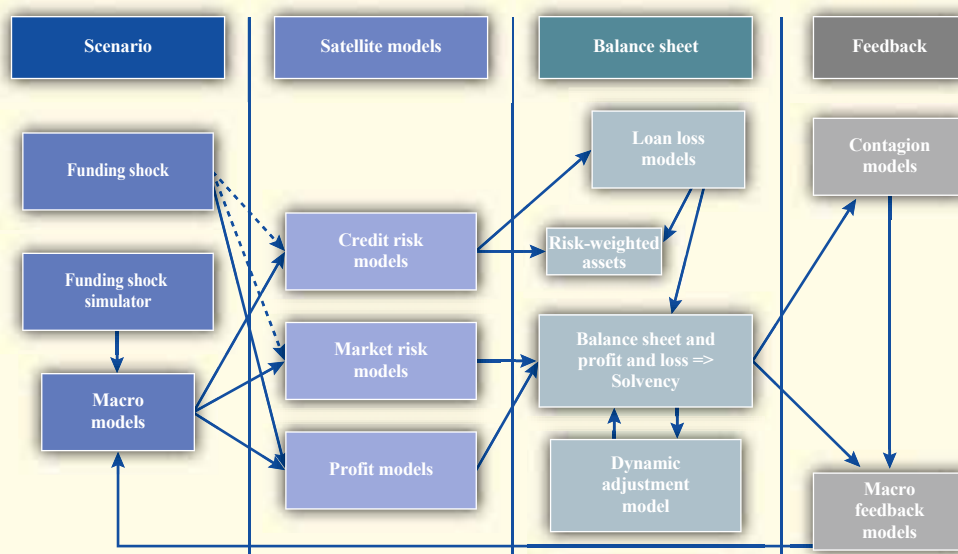 Scenario
Satellite models
Balance sheet
Feedback
Funding shock
Funding shock
simulator
Macro
models
Credit risk
models
Market risk
models
Profit models
Loan loss
models
Risk-weighted
assets
Balance sheet and
profit and loss =>
Solvency
Dynamic
adjustment
model
Contagion
models
Macro
feedback
models